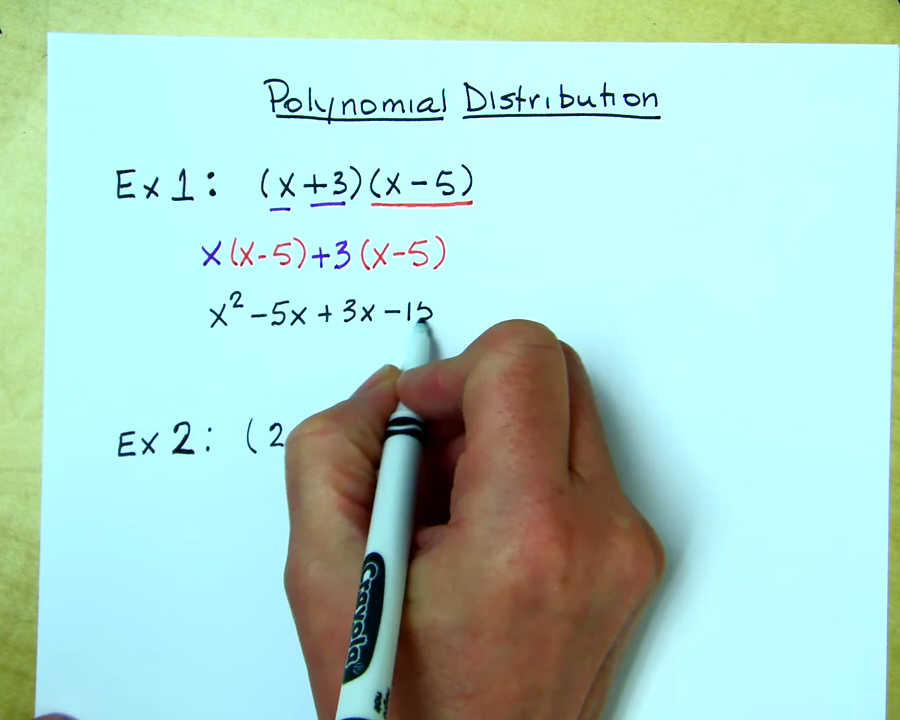 Polynomial Distribution
Ex 1: (x+3)(x-5)
x(x-5)+3(x-5)
x² -5x + 3x -15
Ex 2: (2
Crayola